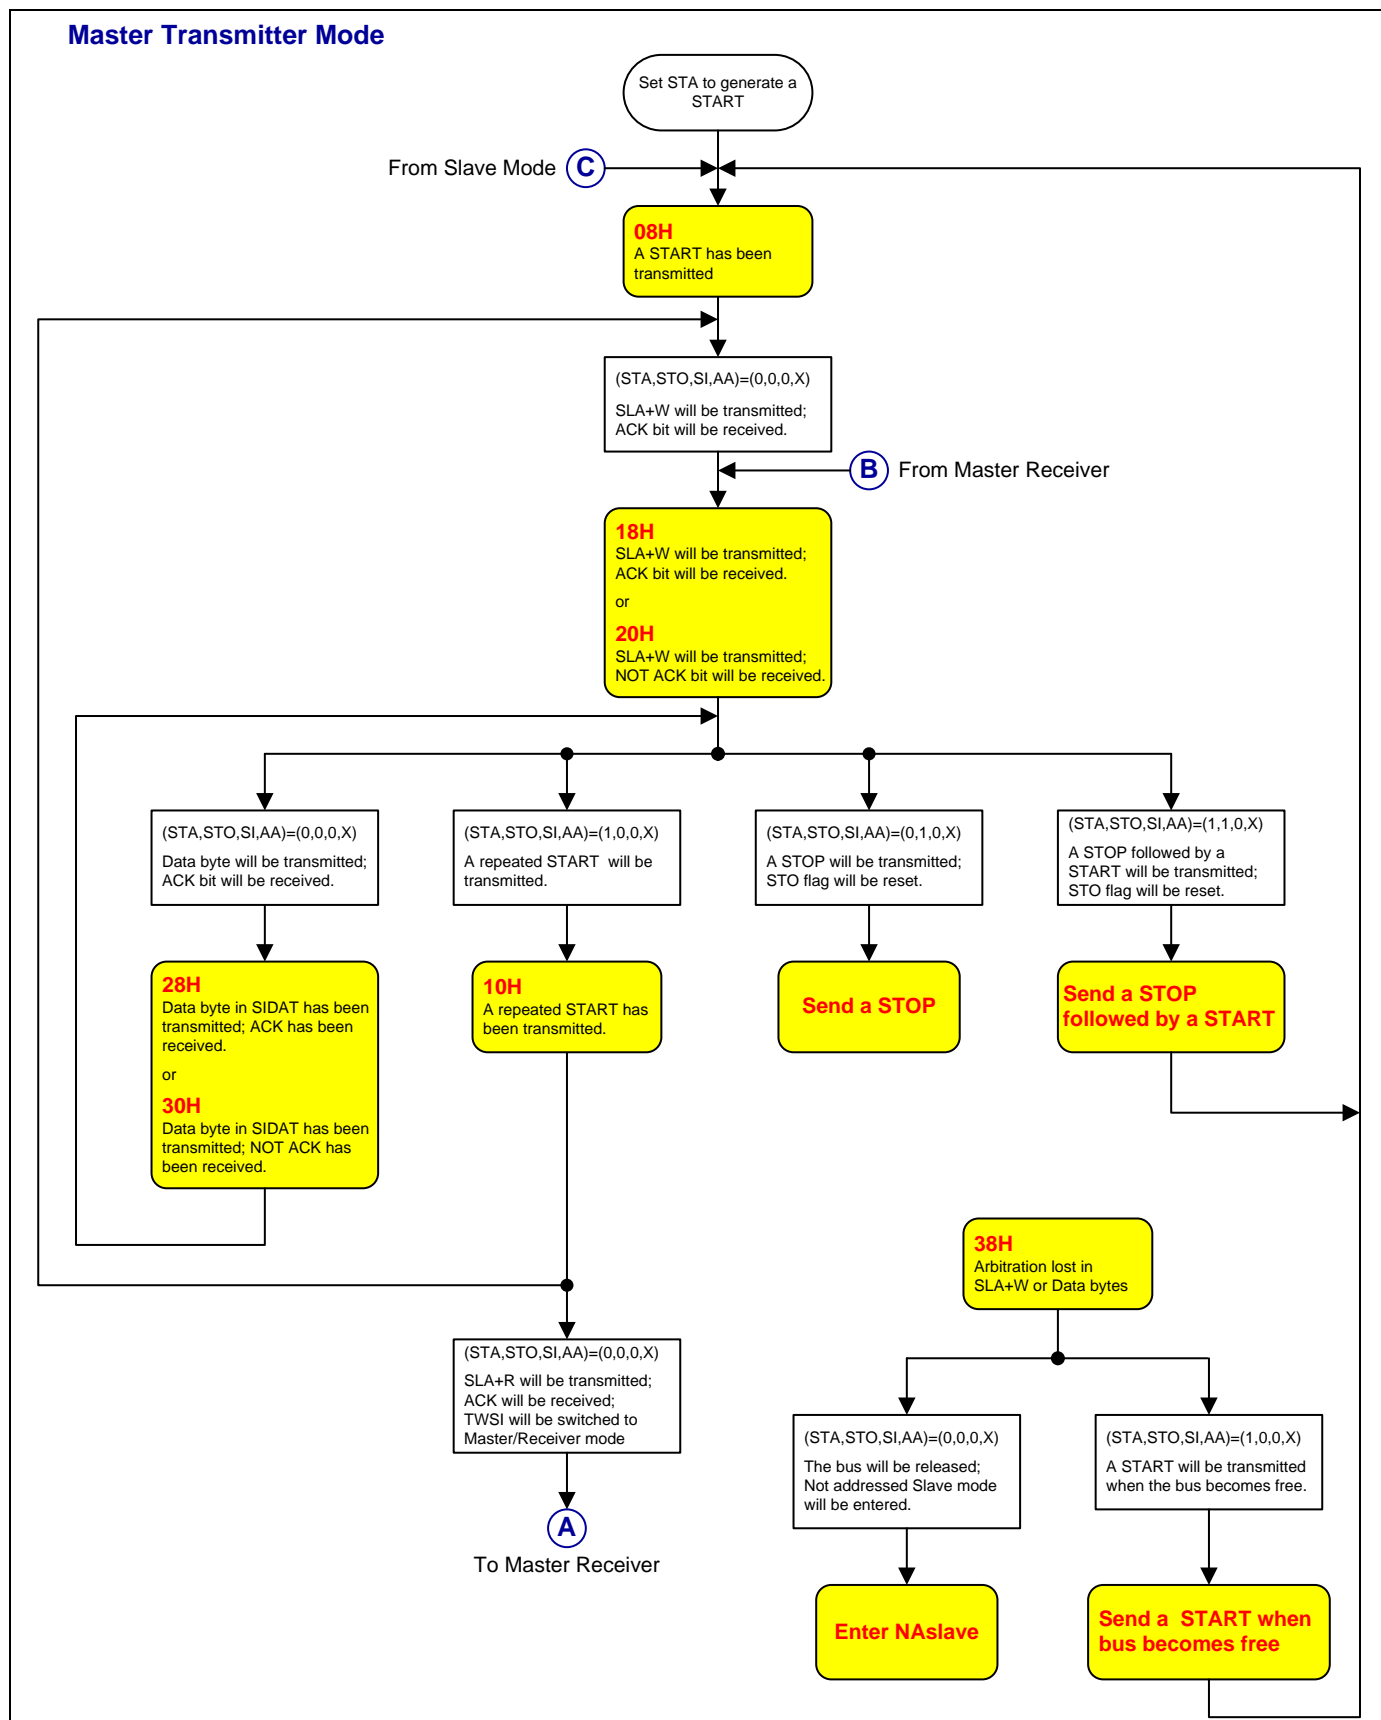 Master Transmitter Mode
Set STA to generate a
START
From Slave Mode
C
08H
A START has been
transmitted
(STA,STO,SI,AA)=(0,0,0,X)
SLA+W will be transmitted;
ACK bit will be received.
B
From Master Receiver
18H
SLA+W will be transmitted;
ACK bit will be received.
or
20H
SLA+W will be transmitted;
NOT ACK bit will be received.
(STA,STO,SI,AA)=(0,0,0,X)
Data byte will be transmitted;
ACK bit will be received.
(STA,STO,SI,AA)=(1,0,0,X)
A repeated START will be
transmitted.
(STA,STO,SI,AA)=(0,1,0,X)
A STOP will be transmitted;
STO flag will be reset.
(STA,STO,SI,AA)=(1,1,0,X)
A STOP followed by a
START will be transmitted;
STO flag will be reset.
28H
Data byte in SIDAT has been
transmitted; ACK has been
received.
or
30H
Data byte in SIDAT has been
transmitted; NOT ACK has
been received.
10H
A repeated START has
been transmitted.
Send a STOP
Send a STOP
followed by a START
38H
Arbitration lost in
SLA+W or Data bytes
(STA,STO,SI,AA)=(0,0,0,X)
SLA+R will be transmitted;
ACK will be received;
TWSI will be switched to
Master/Receiver mode
A
To Master Receiver
(STA,STO,SI,AA)=(0,0,0,X)
The bus will be released;
Not addressed Slave mode
will be entered.
(STA,STO,SI,AA)=(1,0,0,X)
A START will be transmitted
when the bus becomes free.
Enter NAslave
Send a START when
bus becomes free